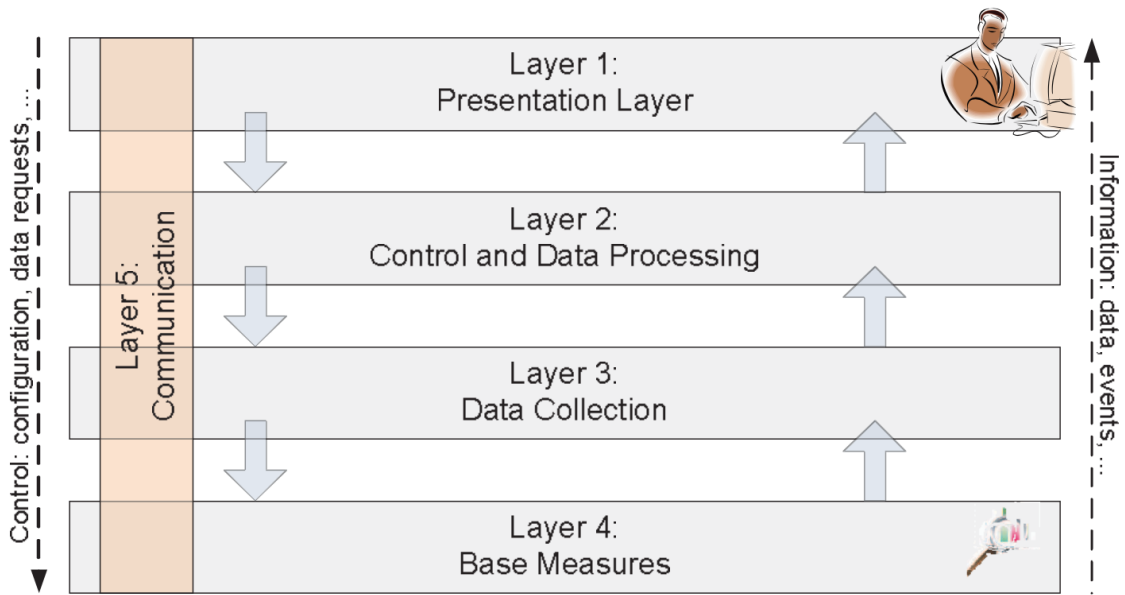 Layer 1:
Presentation Layer
Layer 2:
Control and Data Processing
Layer 3:
Data Collection
Layer 4:
Base Measures
Layer 5:
Communication
Control: configuration, data requests, ...
Information: data, events, ...